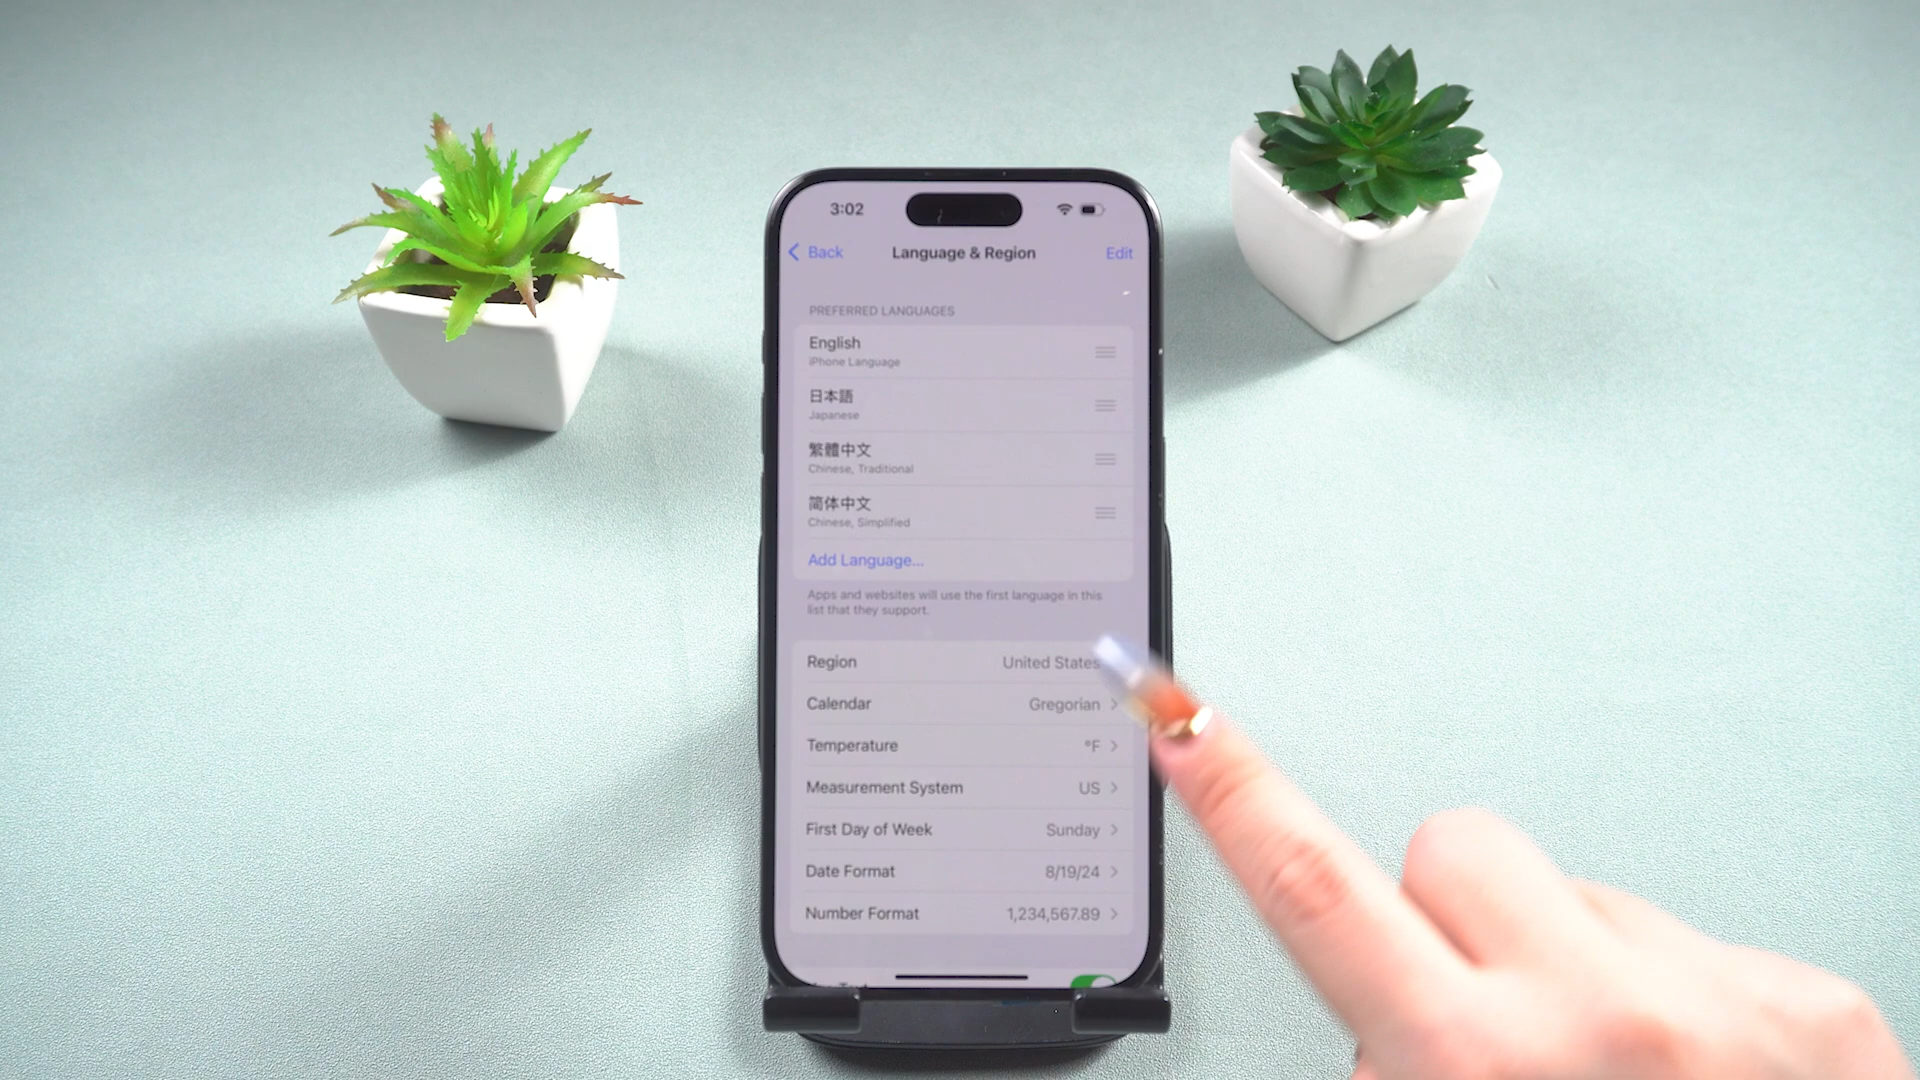 3:02
Back
Language & Region
Edit
PREFERRED LANGUAGES
English
iPhone Language
日本語
Japanese
繁體中文
Chinese, Traditional
简体中文
Chinese, Simplified
Add Language...
Apps and websites will use the first language in this
list that they support.
Region United States
Calendar Gregorian
Temperature °F
Measurement System US
First Day of Week Sunday
Date Format 8/19/24
Number Format 1,234,567.89